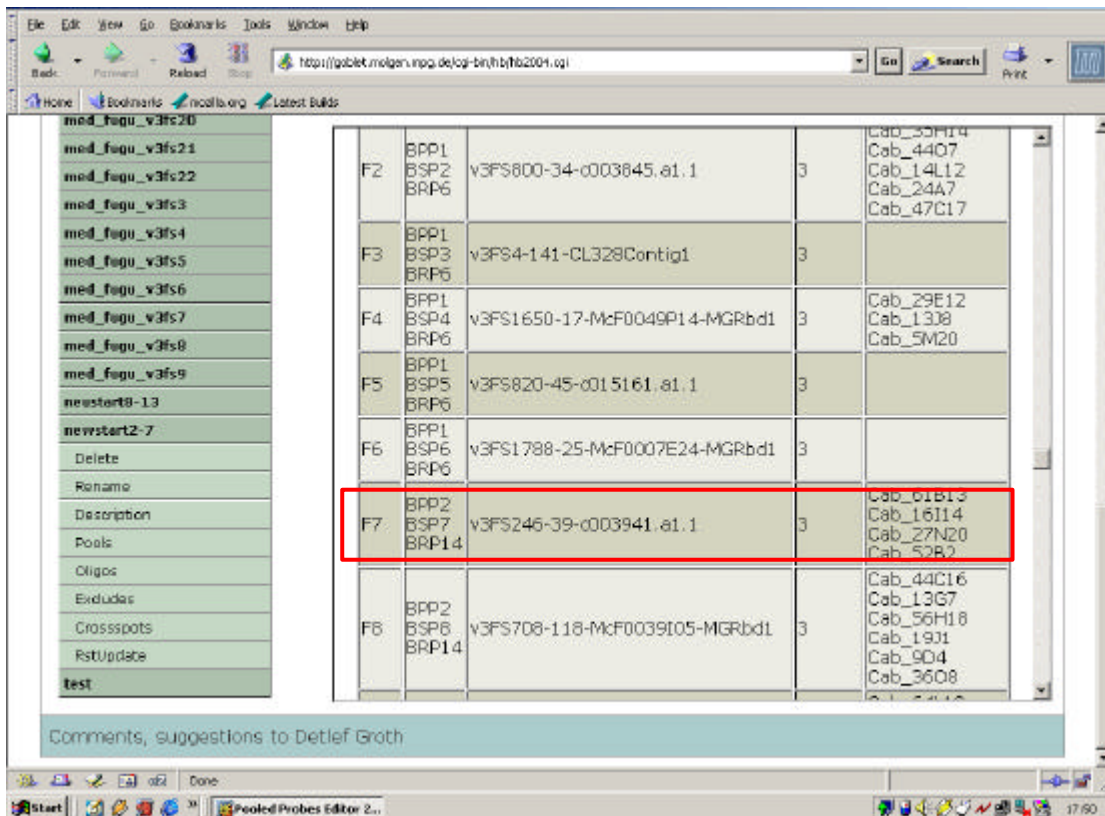 File Edit View Go Bookmarks Tools Window Help
Back Forward Reload Stop http://goblet.molgen.mpg.de/cgi-bin/hb/hb2004.cgi Go Search Print
Home Bookmarks mozilla.org Latest Builds
med_fugu_v3fs20
med_fugu_v3fs21
med_fugu_v3fs22
med_fugu_v3fs3
med_fugu_v3fs4
med_fugu_v3fs5
med_fugu_v3fs6
med_fugu_v3fs7
med_fugu_v3fs8
med_fugu_v3fs9
newstart8-13
newstart2-7
Delete
Rename
Description
Pools
Oligos
Excludes
Crossspots
RstUpdate
test
Cab_35H14
F2
BPP1
BSP2
BRP6
v3FS800-34-c003845.a1.1
3
Cab_44O7
Cab_14L12
Cab_24A7
Cab_47C17
F3
BPP1
BSP3
BRP6
v3FS4-141-CL328Contig1
3
F4
BPP1
BSP4
BRP6
v3FS1650-17-McF0049P14-MGRbd1
3
Cab_29E12
Cab_13J8
Cab_5M20
F5
BPP1
BSP5
BRP6
v3FS820-45-c015161.a1.1
3
F6
BPP1
BSP6
BRP6
v3FS1788-25-McF0007E24-MGRbd1
3
F7
BPP2
BSP7
BRP14
v3FS246-39-c003941.a1.1
3
Cab_61B13
Cab_16I14
Cab_27N20
Cab_52B2
F8
BPP2
BSP8
BRP14
v3FS708-118-McF0039I05-MGRbd1
3
Cab_44C16
Cab_13G7
Cab_56H18
Cab_19J1
Cab_9D4
Cab_36O8
Comments, suggestions to Detlef Groth
Done
Start Pooled Probes Editor 2... 17:50